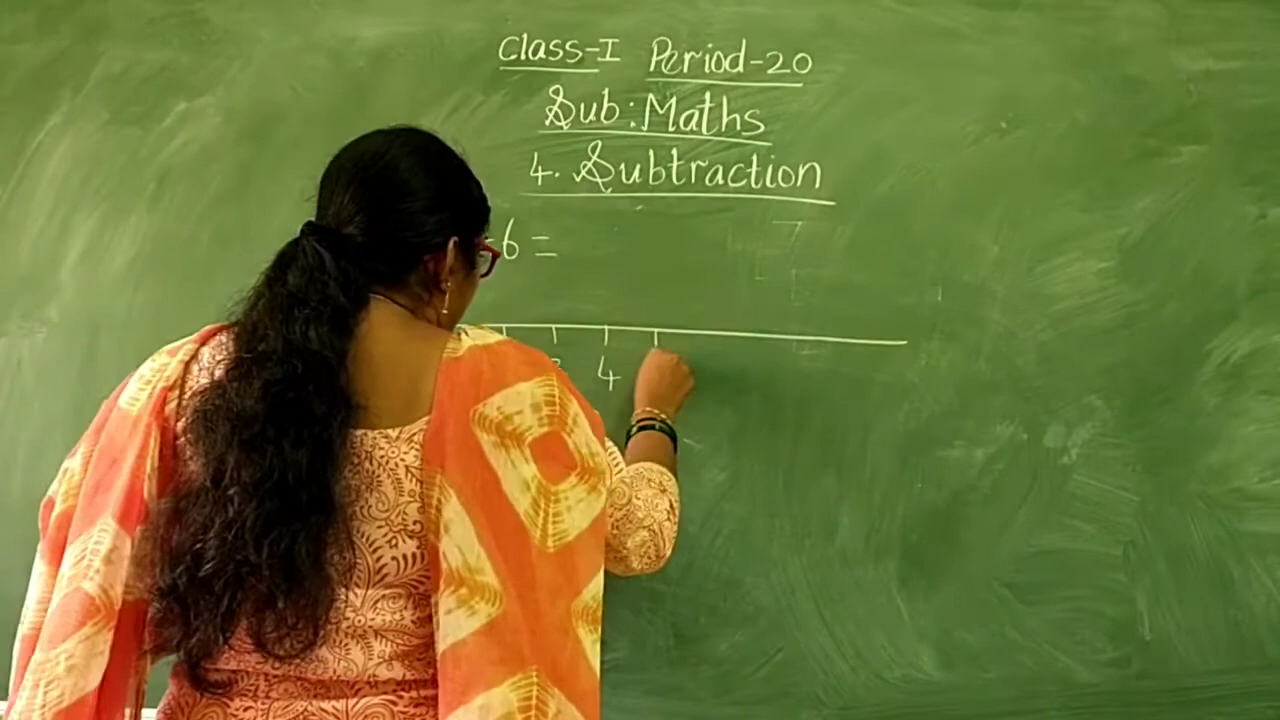 Class-I Period-20
Sub: Maths
4. Subtraction
-6 =
4